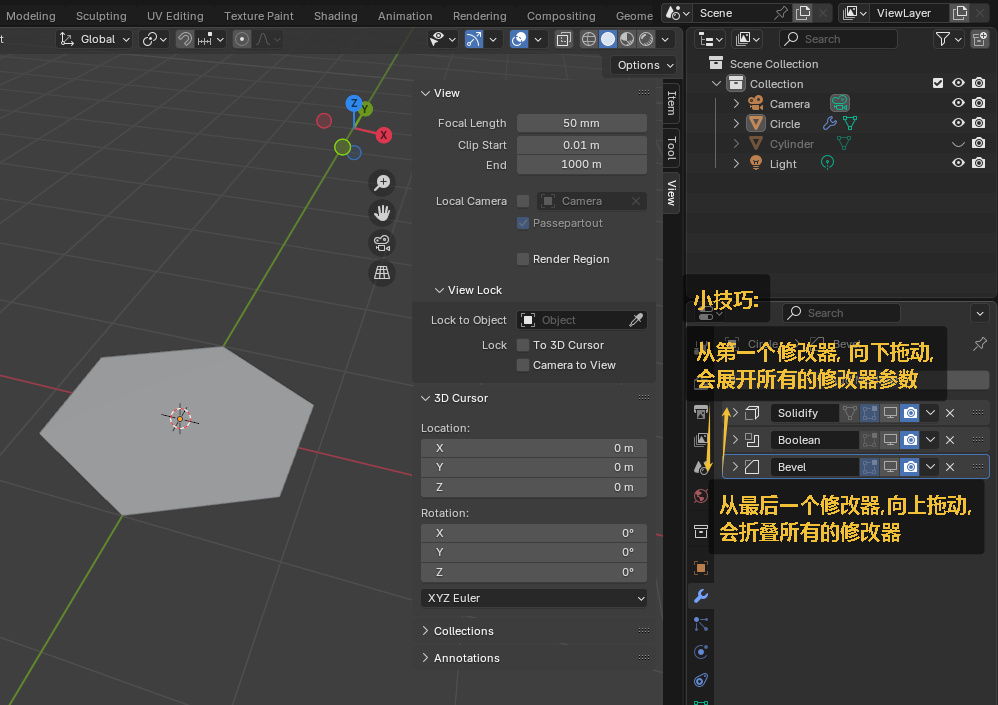 Modeling Sculpting UV Editing Texture Paint Shading Animation Rendering Compositing Geome Scene ViewLayer
t Global Search
Options
Scene Collection
Collection
Camera
Circle
Cylinder
Light
Z
Y
X
View
Focal Length 50 mm
Clip Start 0.01 m
End 1000 m
Local Camera Camera
Passepartout
Render Region
View Lock
Lock to Object Object
Lock To 3D Cursor
Camera to View
3D Cursor
Location:
X 0 m
Y 0 m
Z 0 m
Rotation:
X 0°
Y 0°
Z 0°
XYZ Euler
Collections
Annotations
Item
Tool
View
小技巧:
Search
Circle Bevel
从第一个修改器, 向下拖动,
会展开所有的修改器参数
Solidify
Boolean
Bevel
从最后一个修改器,向上拖动,
会折叠所有的修改器